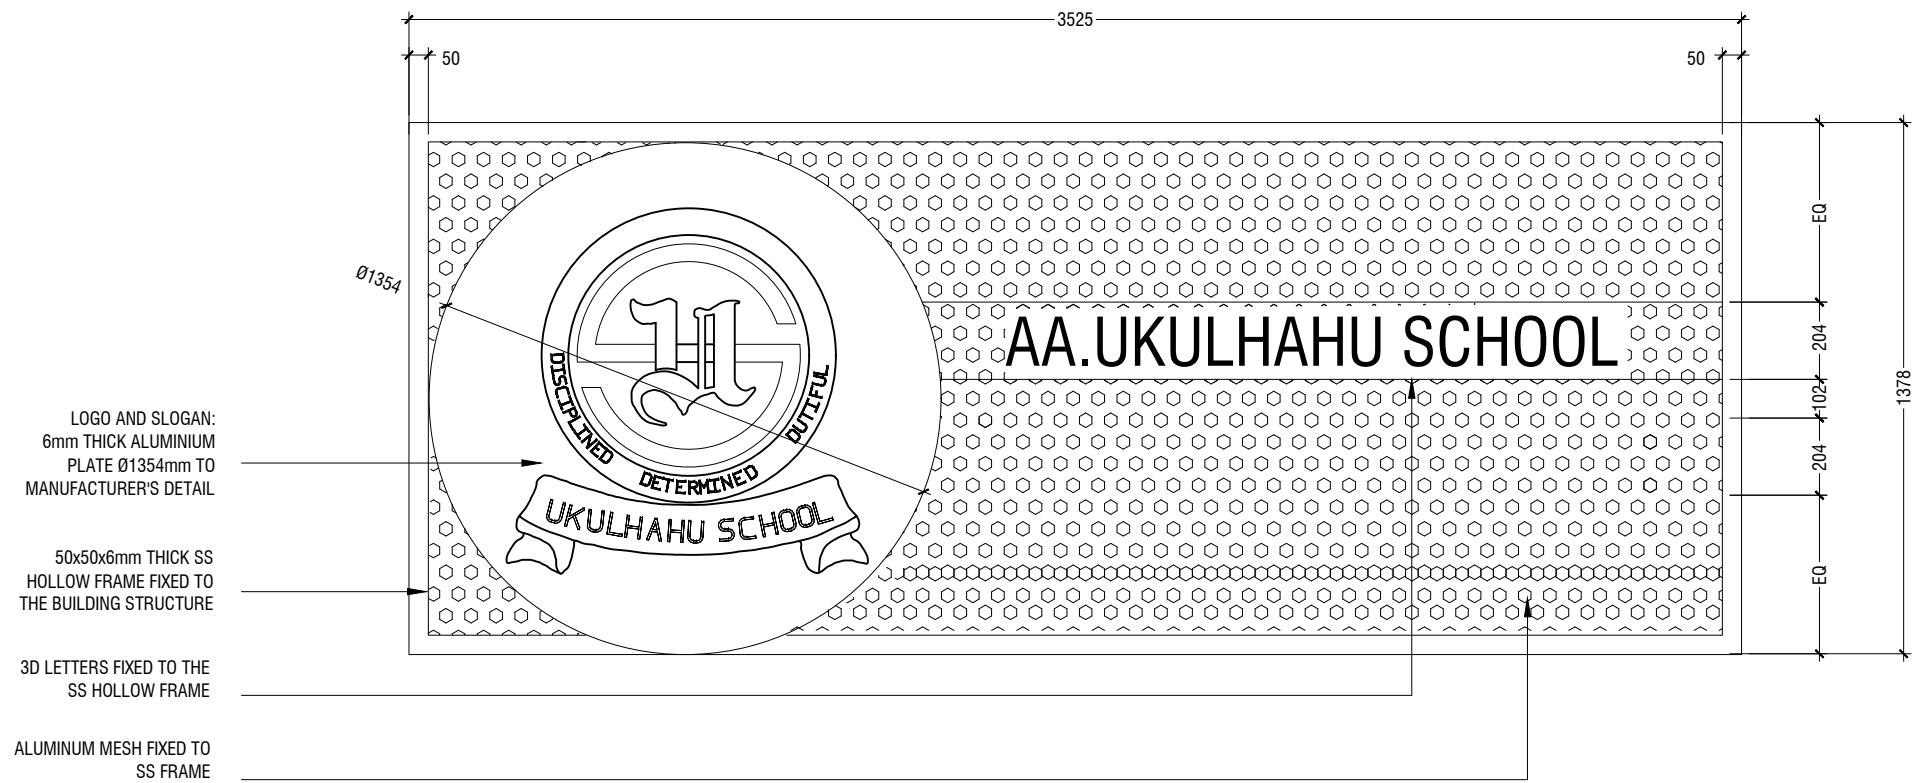 3525
50
50
Ø1354
EQ
204
102
204
EQ
1378
AA.UKULHAHU SCHOOL
DISCIPLINED
DETERMINED
DUTIFUL
UKULHAHU SCHOOL
LOGO AND SLOGAN:
6mm THICK ALUMINIUM
PLATE Ø1354mm TO
MANUFACTURER'S DETAIL
50x50x6mm THICK SS
HOLLOW FRAME FIXED TO
THE BUILDING STRUCTURE
3D LETTERS FIXED TO THE
SS HOLLOW FRAME
ALUMINUM MESH FIXED TO
SS FRAME